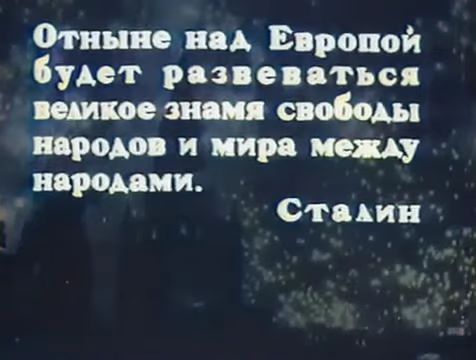 Отныне над Европой
будет развеваться
великое знамя свободы
народов и мира между
народами.
Сталин